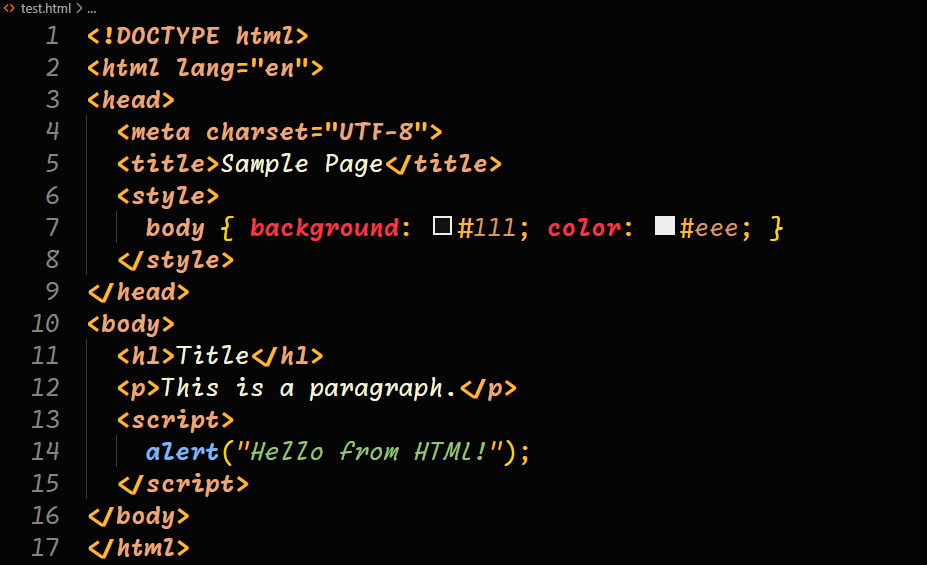 test.html > ...
1 <!DOCTYPE html>
2 <html lang="en">
3 <head>
4   <meta charset="UTF-8">
5   <title>Sample Page</title>
6   <style>
7     body { background: #111; color: #eee; }
8   </style>
9 </head>
10 <body>
11   <h1>Title</h1>
12   <p>This is a paragraph.</p>
13   <script>
14     alert("Hello from HTML!");
15   </script>
16 </body>
17 </html>